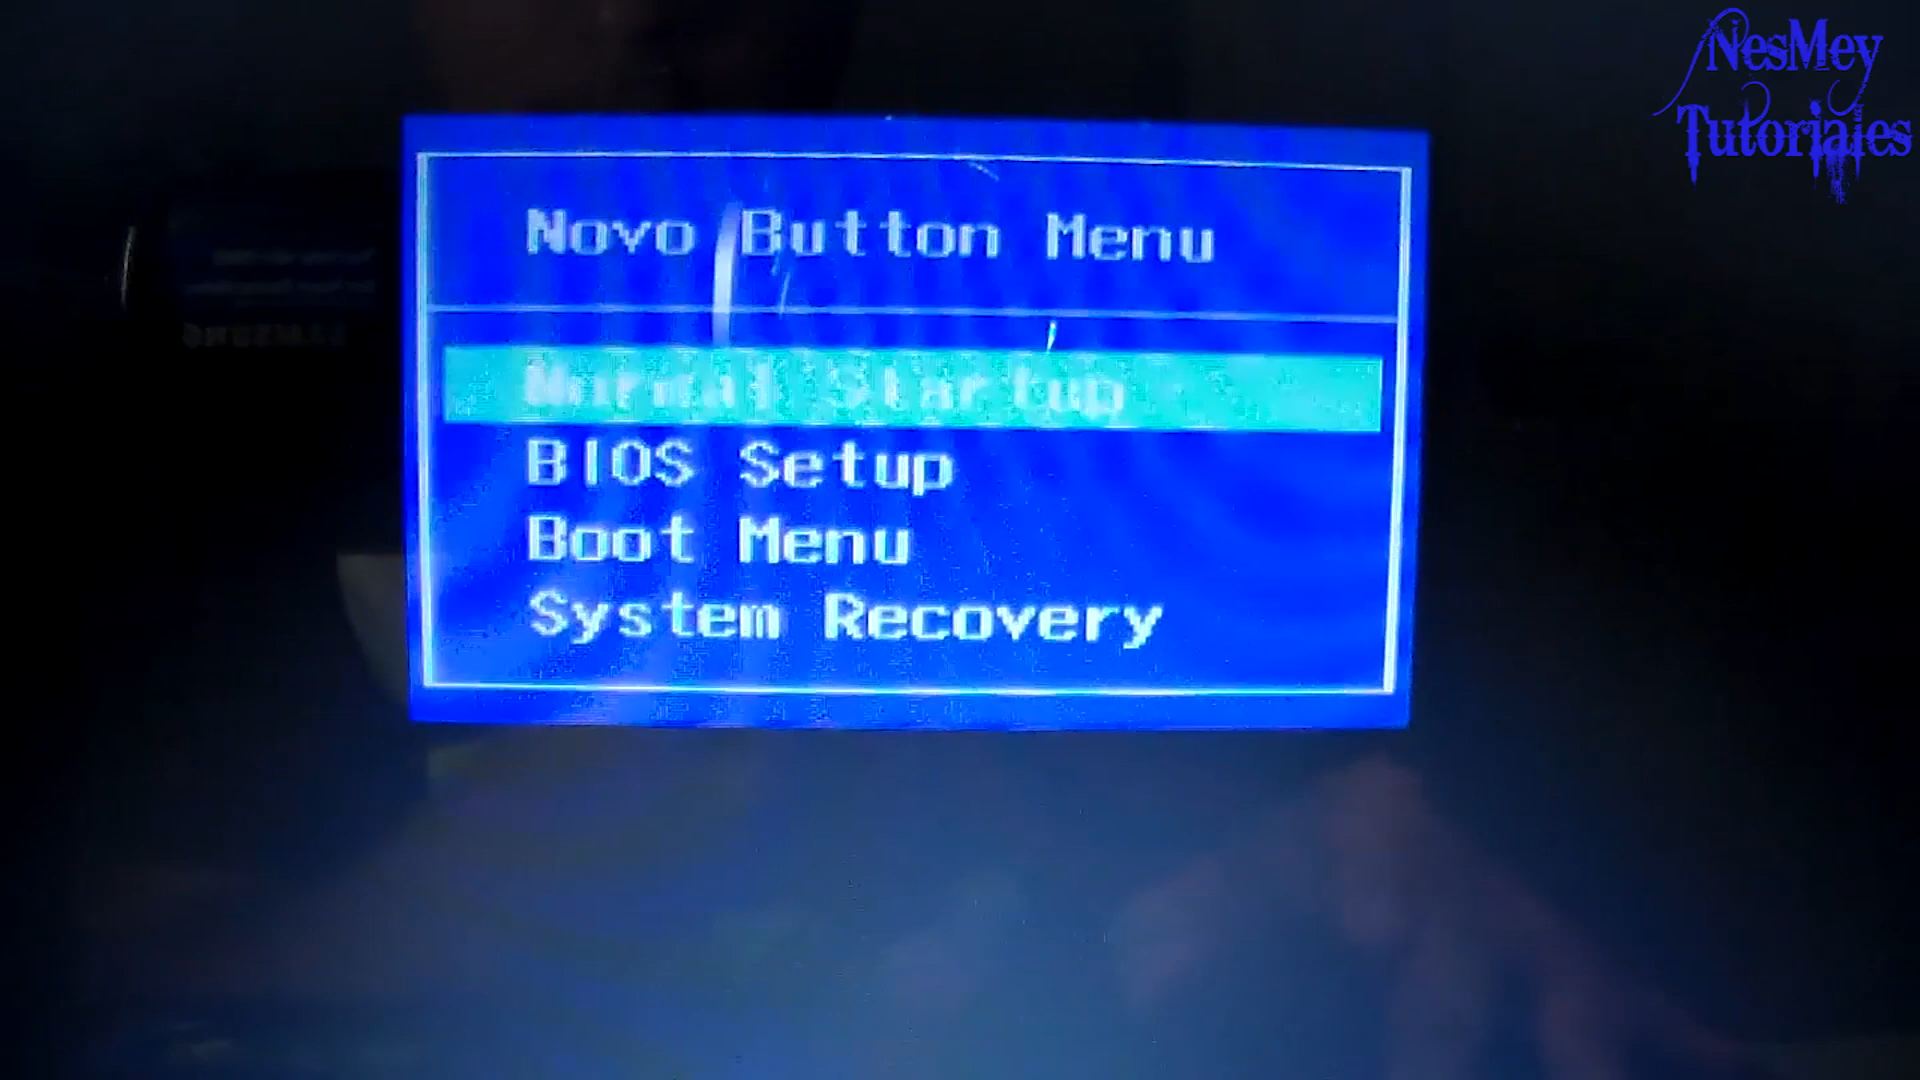 NesMey
Tutoriales
Novo Button Menu
Normal Startup
BIOS Setup
Boot Menu
System Recovery